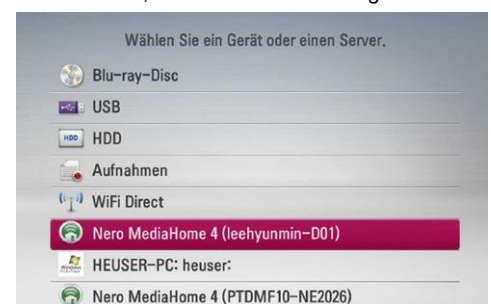 Wählen Sie ein Gerät oder einen Server.
Blu-ray-Disc
USB
HDD
HDD
Aufnahmen
WiFi Direct
Nero MediaHome 4 (leehyunmin-D01)
HEUSER-PC: heuser:
Nero MediaHome 4 (PTDMF10-NE2026)